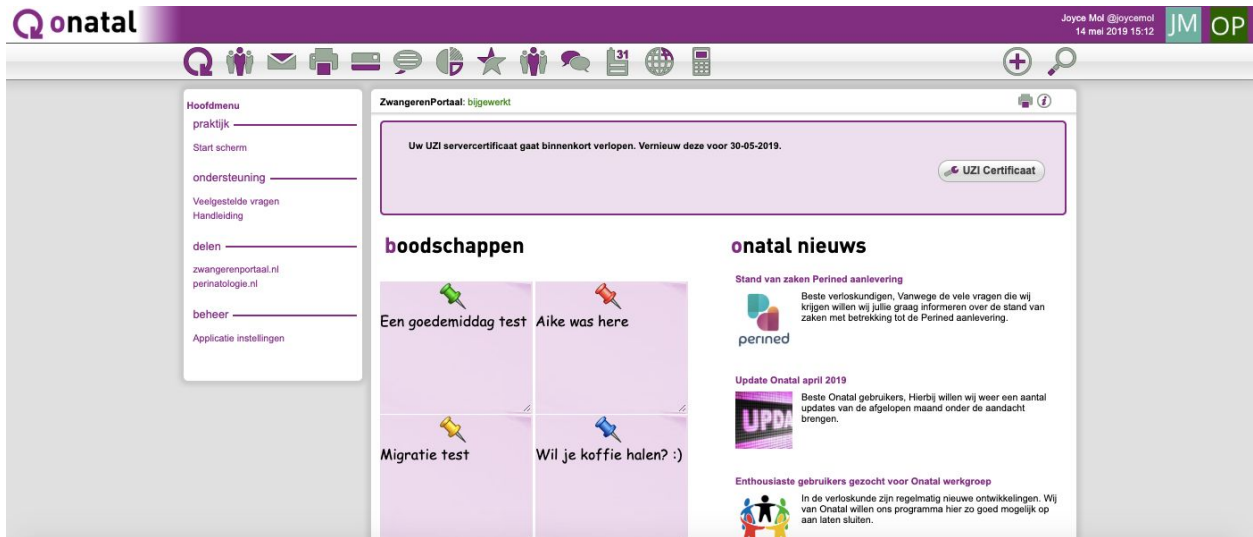 onatal
Joyce Mol @joycemol
14 mei 2019 15:12
JM
OP
31
Hoofdmenu
praktijk
Start scherm
ondersteuning
Veelgestelde vragen
Handleiding
delen
zwangerenportaal.nl
perinatologie.nl
beheer
Applicatie instellingen
ZwangerenPortaal: bijgewerkt
Uw UZI servercertificaat gaat binnenkort verlopen. Vernieuw deze voor 30-05-2019.
UZI Certificaat
boodschappen
Een goedemiddag test
Aike was here
Migratie test
Wil je koffie halen? :)
onatal nieuws
Stand van zaken Perined aanlevering
perined
Beste verloskundigen, Vanwege de vele vragen die wij
krijgen willen wij jullie graag informeren over de stand van
zaken met betrekking tot de Perined aanlevering.
Update Onatal april 2019
UPDA
Beste Onatal gebruikers, Hierbij willen wij weer een aantal
updates van de afgelopen maand onder de aandacht
brengen.
Enthousiaste gebruikers gezocht voor Onatal werkgroep
In de verloskunde zijn regelmatig nieuwe ontwikkelingen. Wij
van Onatal willen ons programma hier zo goed mogelijk op
aan laten sluiten.